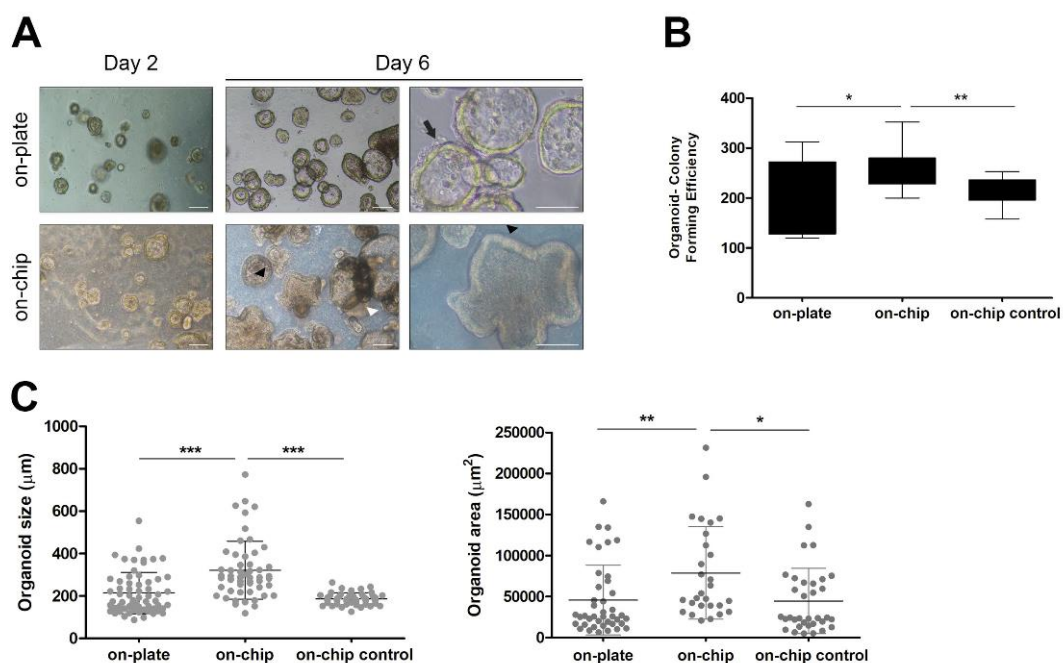 A
Day 2
Day 6
on-plate
on-chip
B
Organoid- Colony
Forming Efficiency
400
300
200
100
0
*
**
on-plate
on-chip
on-chip control
C
Organoid size (μm)
1000
800
600
400
200
0
***
***
on-plate
on-chip
on-chip control
Organoid area (μm²)
250000
200000
150000
100000
50000
0
**
*
on-plate
on-chip
on-chip control